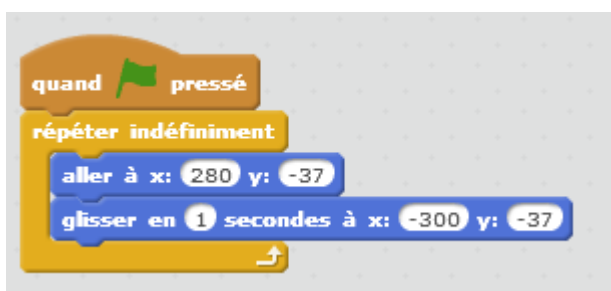 quand pressé
répéter indéfiniment
aller à x: 280 y: -37
glisser en 1 secondes à x: -300 y: -37